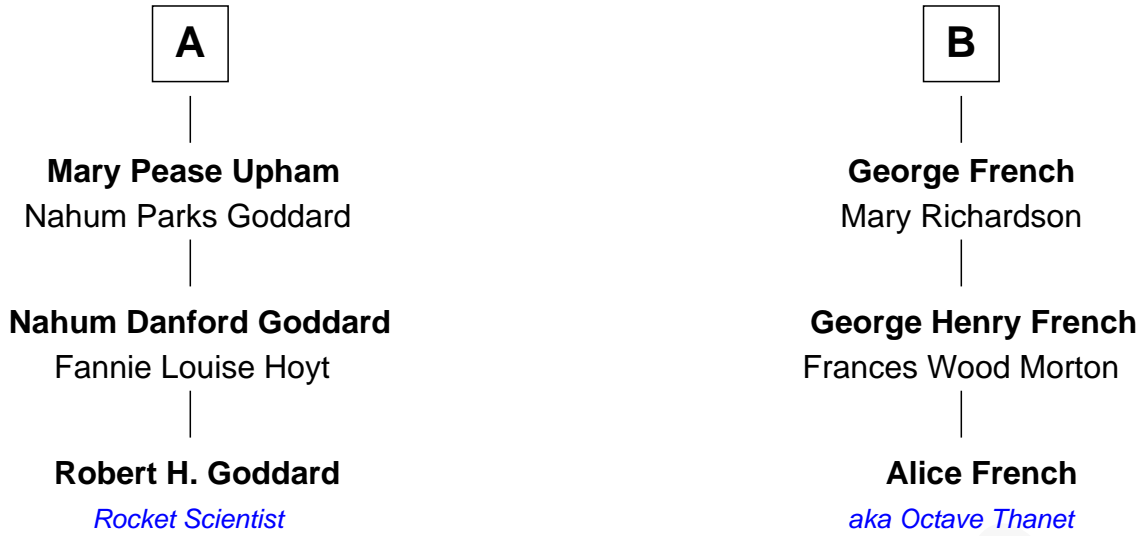 A
Mary Pease Upham
Nahum Parks Goddard
Nahum Danford Goddard
Fannie Louise Hoyt
Robert H. Goddard
Rocket Scientist
B
George French
Mary Richardson
George Henry French
Frances Wood Morton
Alice French
aka Octave Thanet